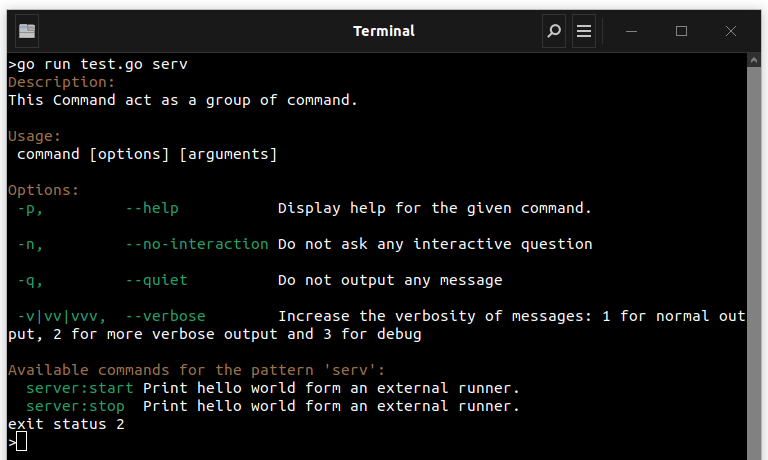 Terminal
>go run test.go serv
Description:
This Command act as a group of command.
Usage:
command [options] [arguments]
Options:
-p, --help Display help for the given command.
-n, --no-interaction Do not ask any interactive question
-q, --quiet Do not output any message
-v|vv|vvv, --verbose Increase the verbosity of messages: 1 for normal out
put, 2 for more verbose output and 3 for debug
Available commands for the pattern 'serv':
server:start Print hello world form an external runner.
server:stop Print hello world form an external runner.
exit status 2
>